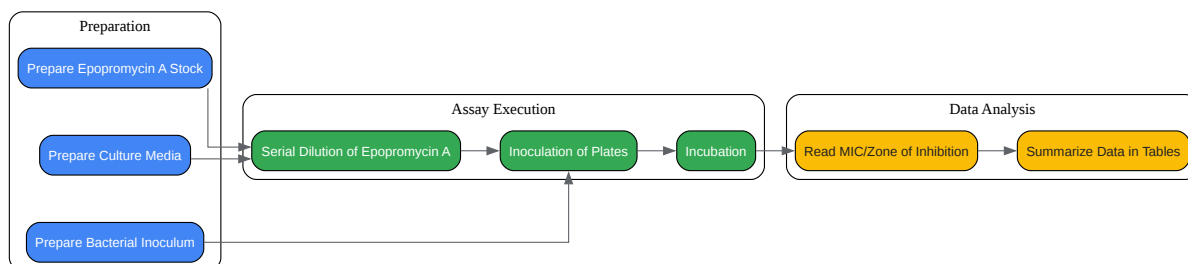 Preparation
Prepare Epopromycin A Stock
Prepare Culture Media
Prepare Bacterial Inoculum
Assay Execution
Serial Dilution of Epopromycin A
Inoculation of Plates
Incubation
Data Analysis
Read MIC/Zone of Inhibition
Summarize Data in Tables